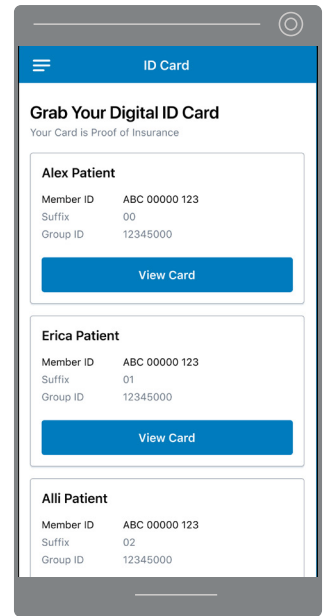 ID Card
Grab Your Digital ID Card
Your Card is Proof of Insurance
Alex Patient
Member ID ABC 00000 123
Suffix 00
Group ID 12345000
View Card
Erica Patient
Member ID ABC 00000 123
Suffix 01
Group ID 12345000
View Card
Alli Patient
Member ID ABC 00000 123
Suffix 02
Group ID 12345000